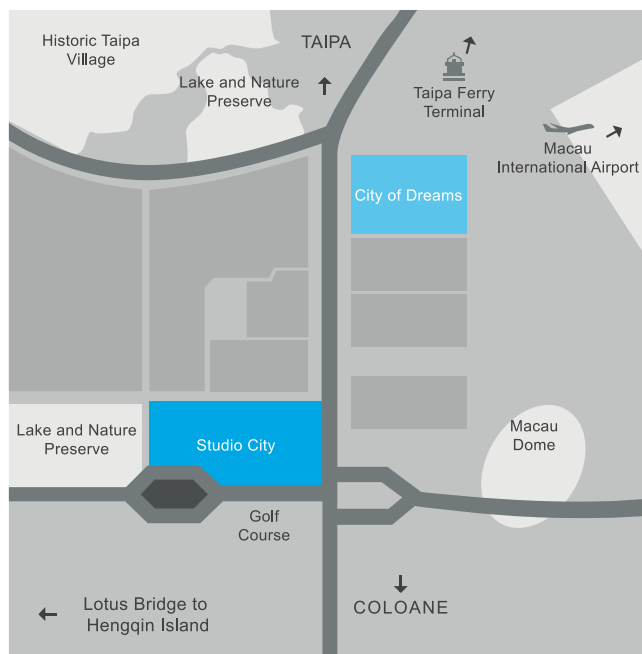 Historic Taipa
Village
TAIPA
Lake and Nature
Preserve
Taipa Ferry
Terminal
Macau
International Airport
City of Dreams
Lake and Nature
Preserve
Studio City
Macau
Dome
Golf
Course
Lotus Bridge to
Hengqin Island
COLOANE